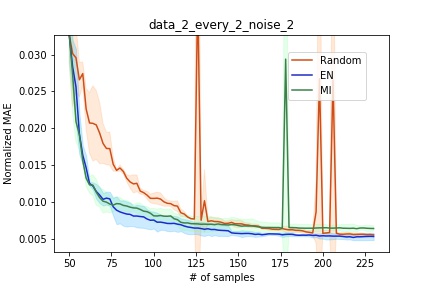 data_2_every_2_noise_2
Normalized MAE
0.030
0.025
0.020
0.015
0.010
0.005
Random
EN
MI
50 75 100 125 150 175 200 225
# of samples